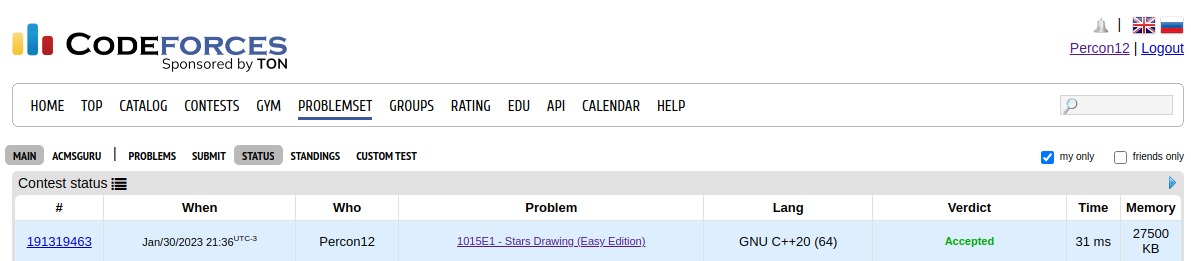 |
Percon12 | Logout
CODEFORCES
Sponsored by TON
HOME TOP CATALOG CONTESTS GYM PROBLEMSET GROUPS RATING EDU API CALENDAR HELP
MAIN ACMSGURU | PROBLEMS SUBMIT STATUS STANDINGS CUSTOM TEST my only friends only
Contest status
# When Who Problem Lang Verdict Time Memory
191319463 Jan/30/2023 21:36UTC-3 Percon12 1015E1 - Stars Drawing (Easy Edition) GNU C++20 (64) Accepted 31 ms 27500 KB